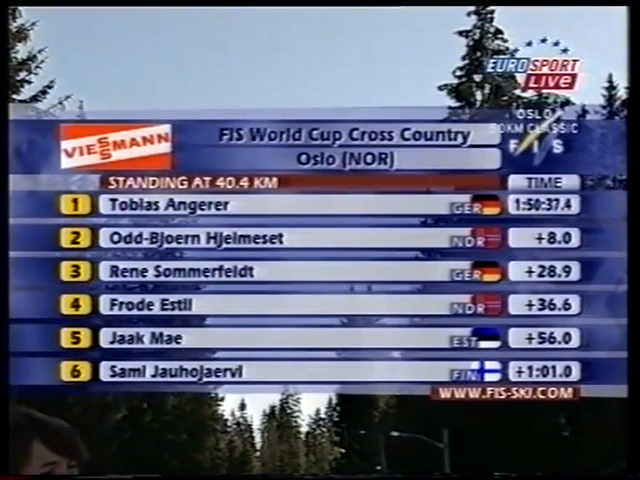 EUROSPORT
LIVE
OSLO
50KM CLASSIC
FIS
VIESSMANN
FIS World Cup Cross Country
Oslo (NOR)
STANDING AT 40.4 KM TIME
1 Tobias Angerer GER 1:50:37.4
2 Odd-Bjoern Hjelmeset NOR +8.0
3 Rene Sommerfeldt GER +28.9
4 Frode Estil NOR +36.6
5 Jaak Mae EST +56.0
6 Sami Jauhojaervi FIN +1:01.0
WWW.FIS-SKI.COM